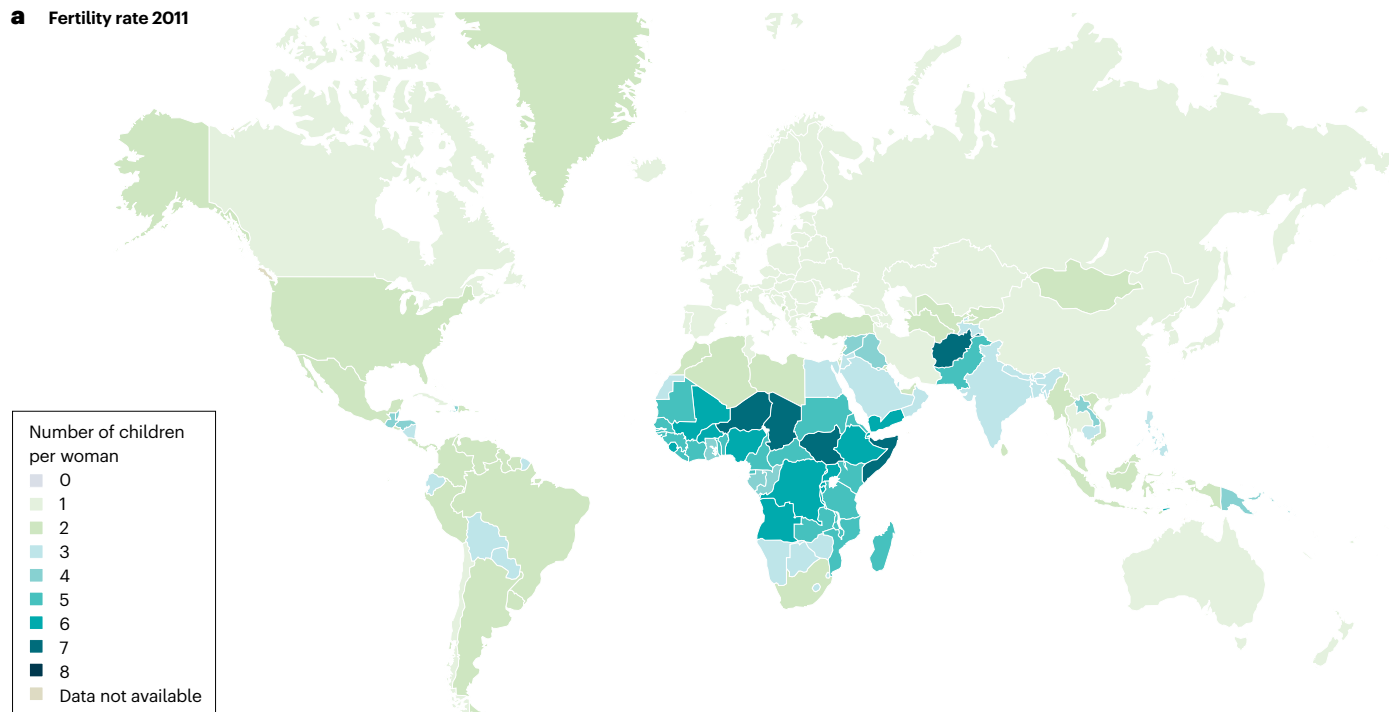 a Fertility rate 2011
Number of children
per woman
0
1
2
3
4
5
6
7
8
Data not available